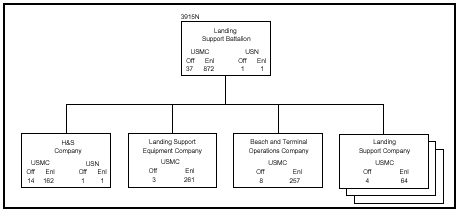 3915N
Landing
Support Battalion
USMC USN
Off Enl Off Enl
37 872 1 1
H&S
Company
USMC USN
Off Enl Off Enl
14 162 1 1
Landing Support
Equipment Company
USMC
Off Enl
3 261
Beach and Terminal
Operations Company
USMC
Off Enl
8 257
Landing
Support Company
USMC
Off Enl
4 64